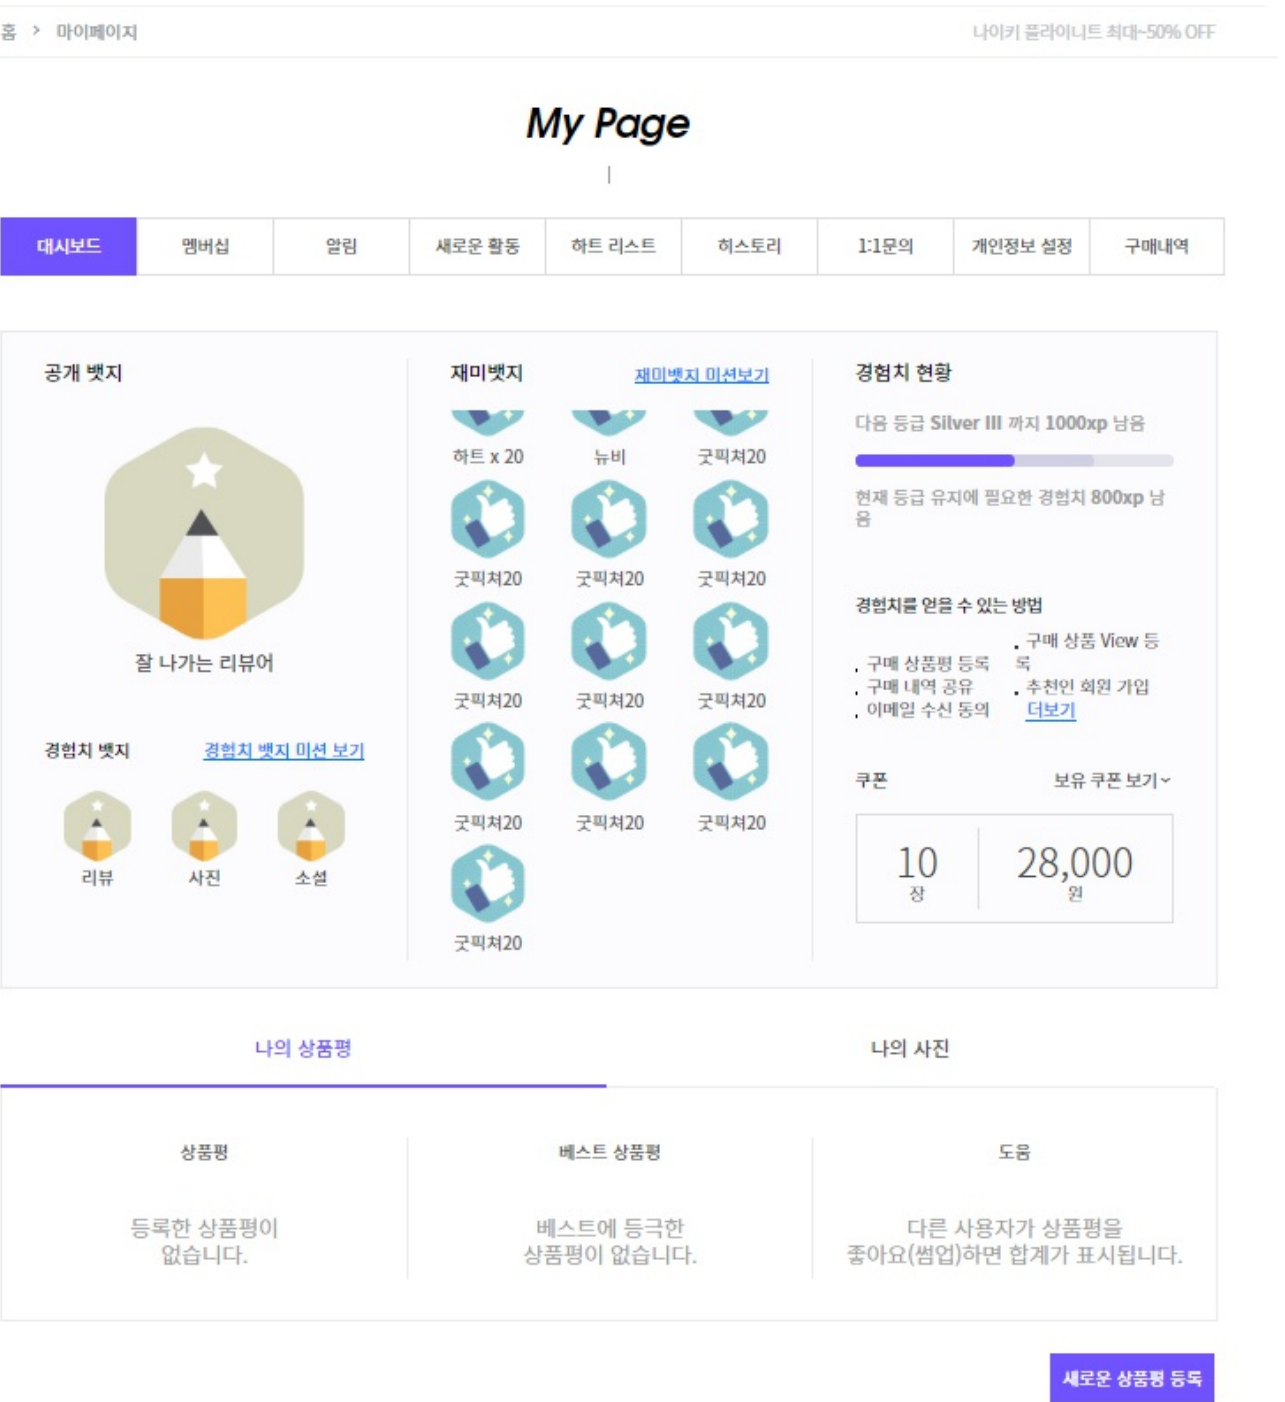 홈 > 마이페이지
나이키 플라이니트 최대~50% OFF
My Page
대시보드 멤버십 알림 새로운 활동 하트 리스트 히스토리 1:1문의 개인정보 설정 구매내역
공개 뱃지
잘 나가는 리뷰어
경험치 뱃지 경험치 뱃지 미션 보기
리뷰 사진 소셜
재미뱃지 재미뱃지 미션보기
하트 x 20 뉴비 굿픽쳐20
굿픽쳐20 굿픽쳐20 굿픽쳐20
굿픽쳐20 굿픽쳐20 굿픽쳐20
굿픽쳐20 굿픽쳐20 굿픽쳐20
굿픽쳐20
경험치 현황
다음 등급 Silver III 까지 1000xp 남음
현재 등급 유지에 필요한 경험치 800xp 남
음
경험치를 얻을 수 있는 방법
. 구매 상품평 등록
. 구매 내역 공유
. 이메일 수신 동의
. 구매 상품 View 등
록
. 추천인 회원 가입
더보기
쿠폰 보유 쿠폰 보기
10
장
28,000
원
나의 상품평 나의 사진
상품평
등록한 상품평이
없습니다.
베스트 상품평
베스트에 등극한
상품평이 없습니다.
도움
다른 사용자가 상품평을
좋아요(썸업)하면 합계가 표시됩니다.
새로운 상품평 등록